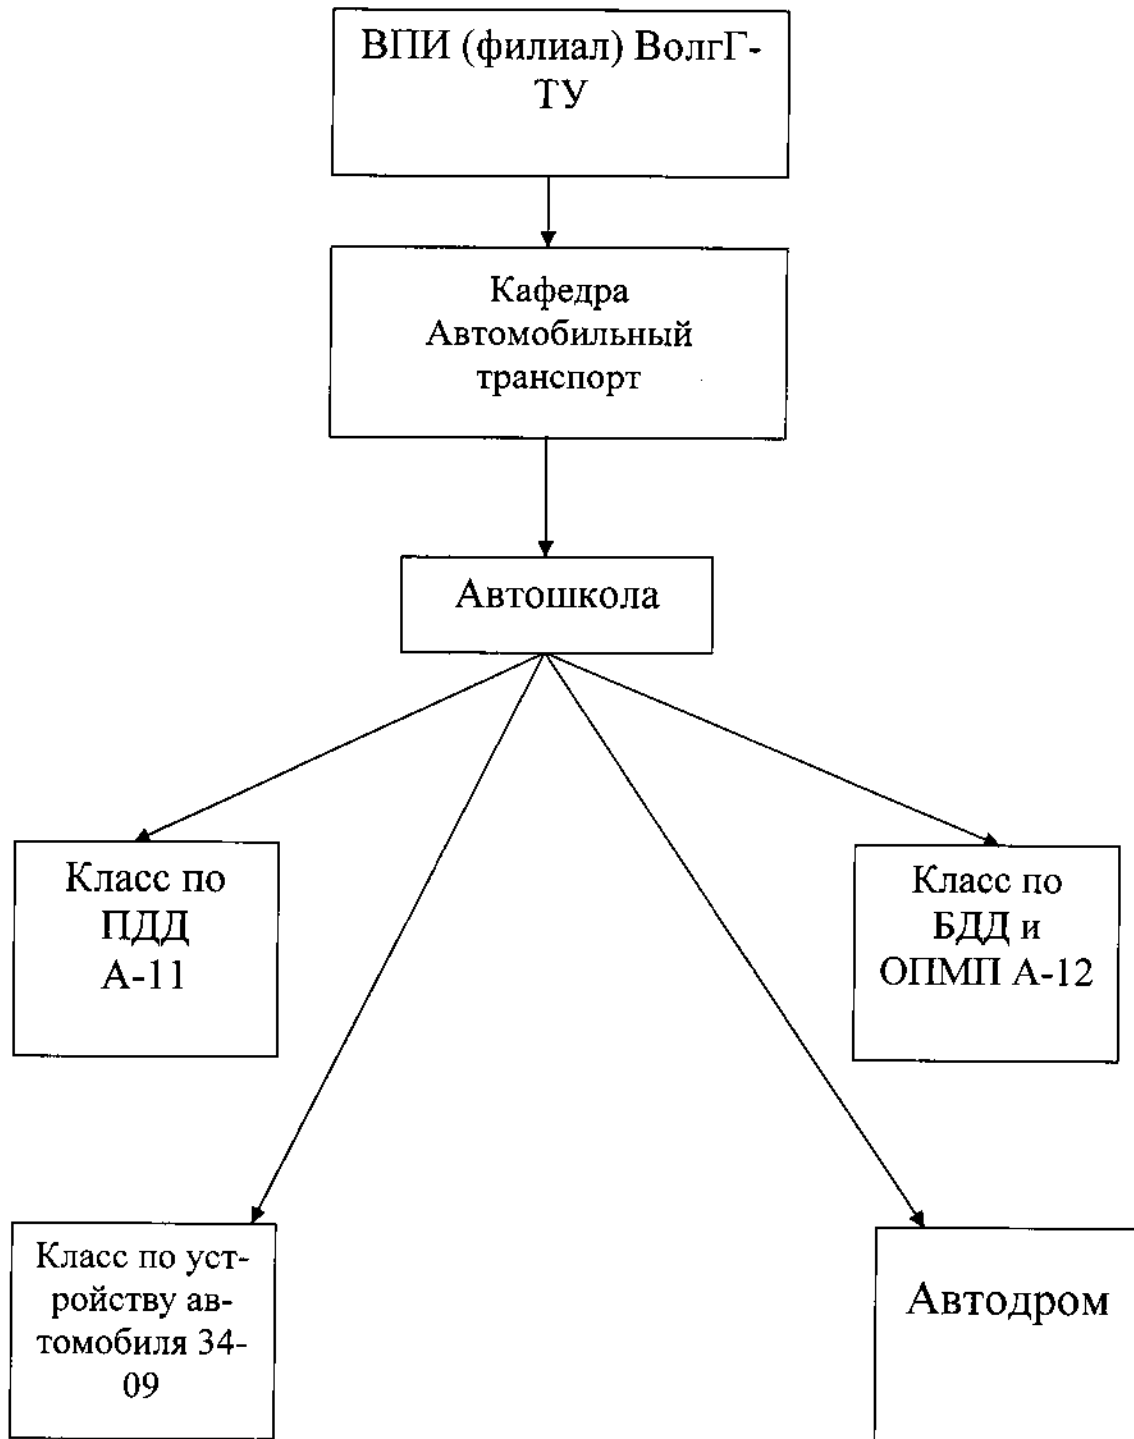 ВПИ (филиал) ВолгГ-
ТУ
Кафедра
Автомобильный
транспорт
Автошкола
Класс по
ПДД
А-11
Класс по
БДД и
ОПМП А-12
Класс по уст-
ройству ав-
томобиля 34-
09
Автодром